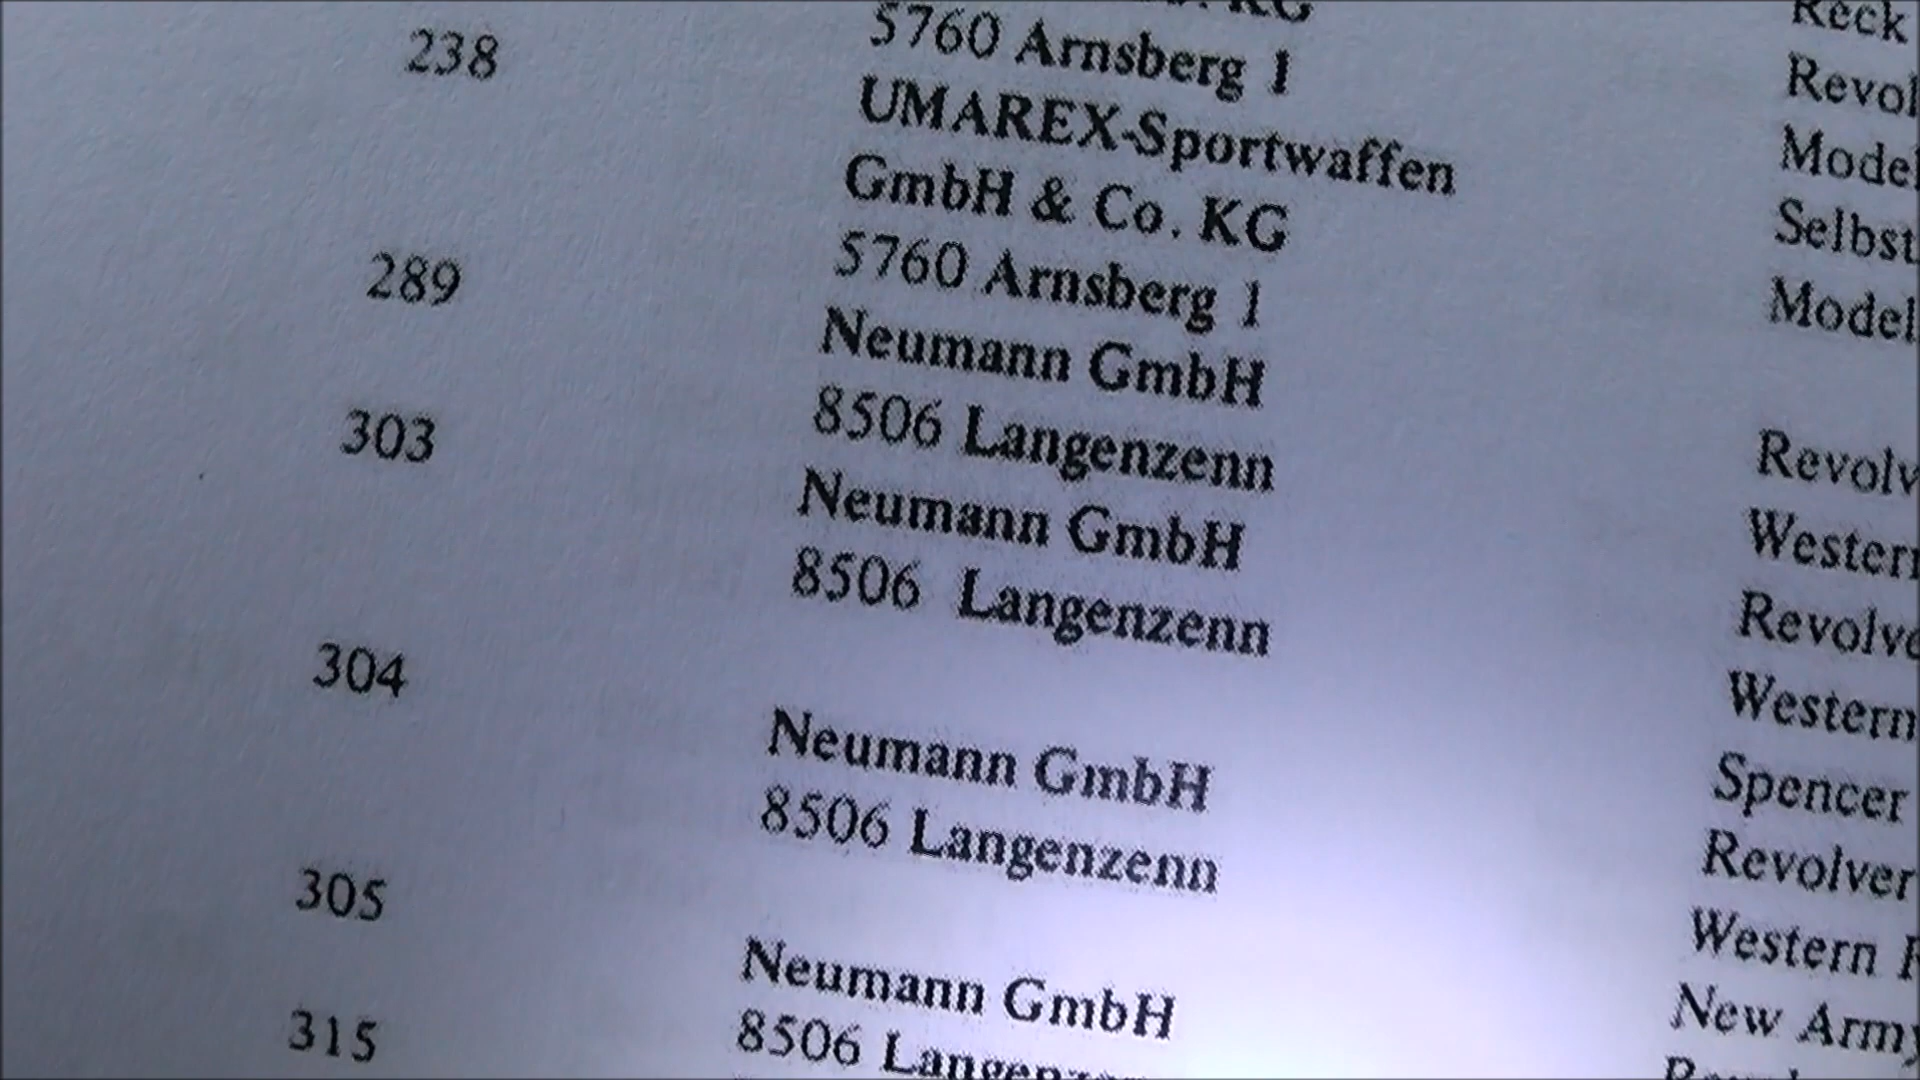 Reck
KG Revol
5760 Arnsberg 1 Model
238 UMAREX-Sportwaffen Selbst
GmbH & Co. KG Model
5760 Arnsberg 1
289 Neumann GmbH Revolv
8506 Langenzenn Western
303 Neumann GmbH Revolve
8506 Langenzenn Western
Spencer
304 Neumann GmbH Revolver
8506 Langenzenn Western
New Army
305 Neumann GmbH
8506 Langenzenn
315